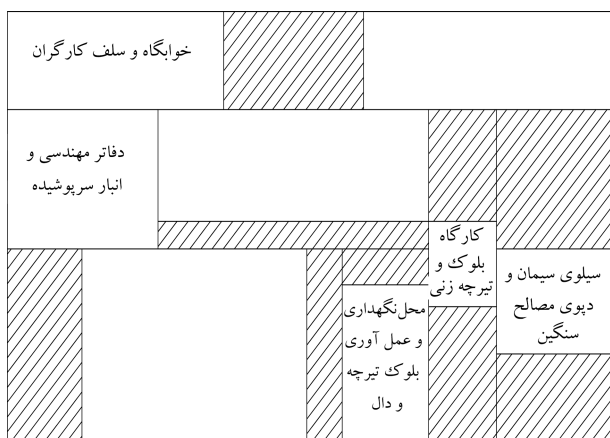 خوابگاه و سلف کارگران
دفاتر مهندسی و
انبار سرپوشیده
کارگاه
بلوک و
تیرچه زنی
سیلوی سیمان و
دپوی مصالح
سنگین
محل‌نگهداری
و عمل آوری
بلوک تیرچه
و دال